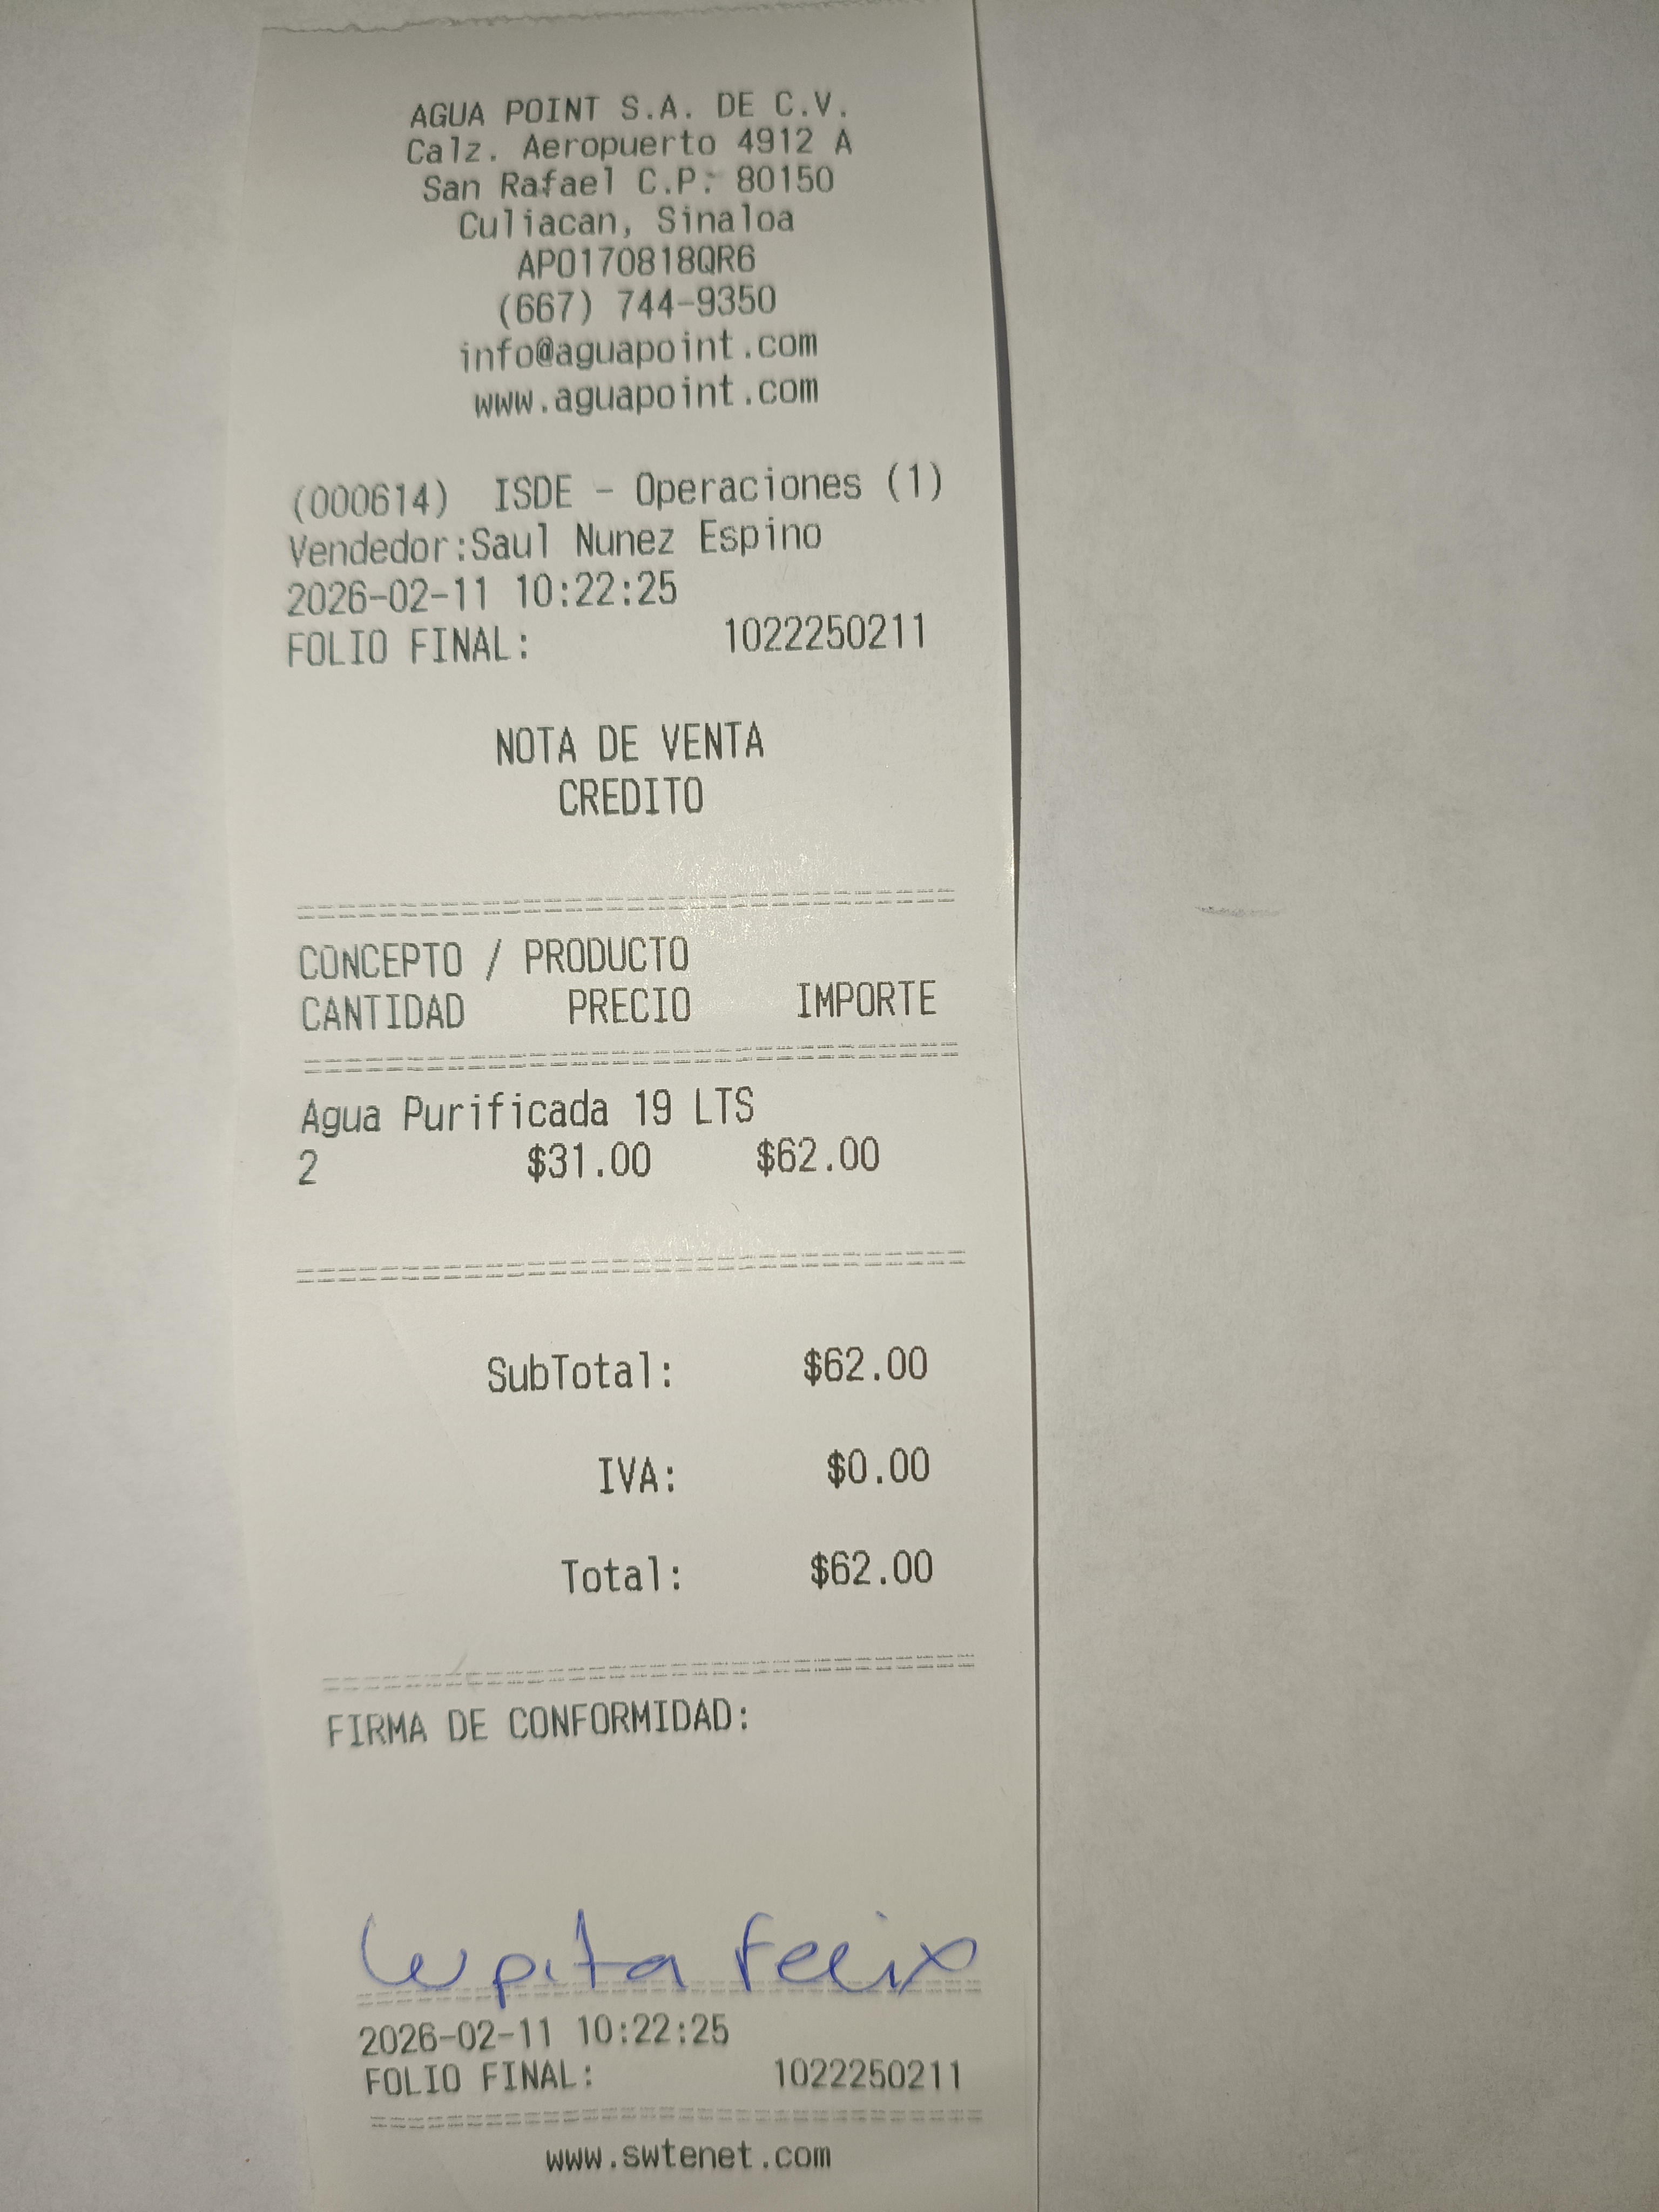 AGUA POINT S.A. DE C.V.
Calz. Aeropuerto 4912 A
San Rafael C.P. 80150
Culiacan, Sinaloa
APO170818QR6
(667) 744-9350
info@aguapoint.com
www.aguapoint.com
(000614) ISDE - Operaciones (1)
Vendedor:Saul Nunez Espino
2026-02-11 10:22:25
FOLIO FINAL: 1022250211
NOTA DE VENTA
CREDITO
CONCEPTO / PRODUCTO
CANTIDAD PRECIO IMPORTE
Agua Purificada 19 LTS
2 $31.00 $62.00
SubTotal: $62.00
IVA: $0.00
Total: $62.00
FIRMA DE CONFORMIDAD:
Lupita Felix
2026-02-11 10:22:25
FOLIO FINAL: 1022250211
www.swtenet.com